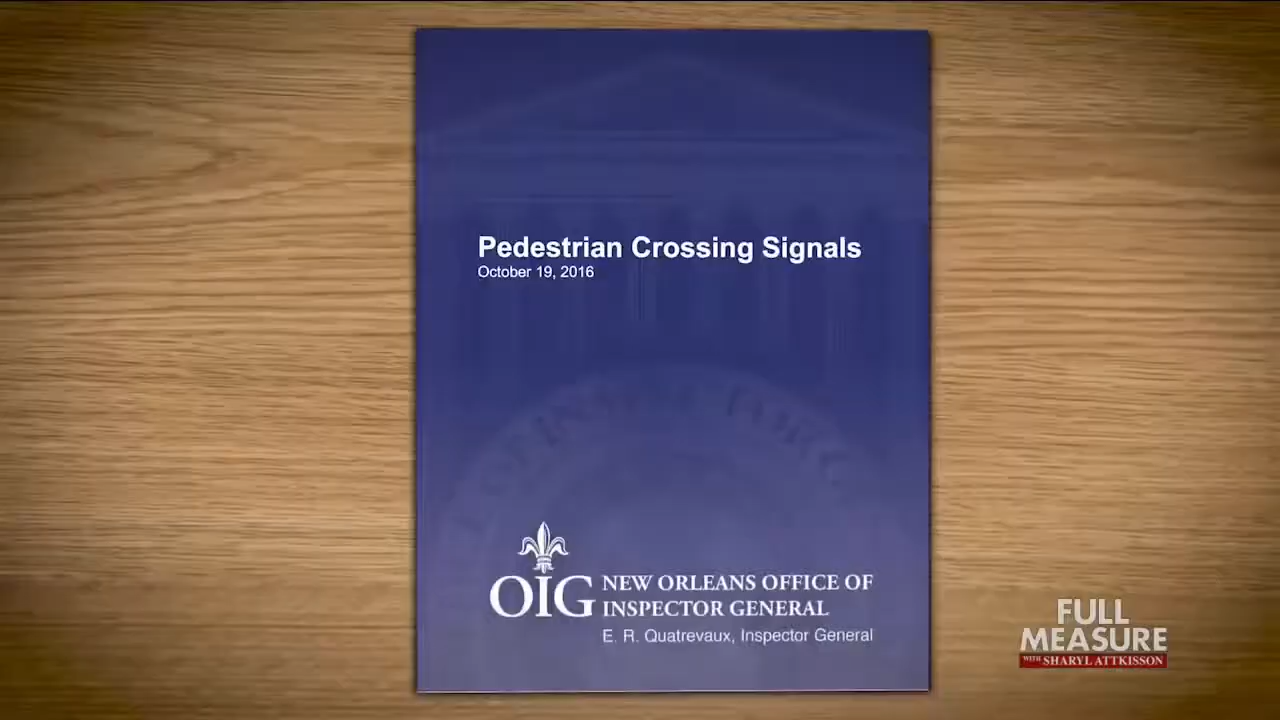 Pedestrian Crossing Signals
October 19, 2016
OIG NEW ORLEANS OFFICE OF
INSPECTOR GENERAL
E. R. Quatrevaux, Inspector General
FULL
MEASURE
WITH SHARYL ATTKISSON